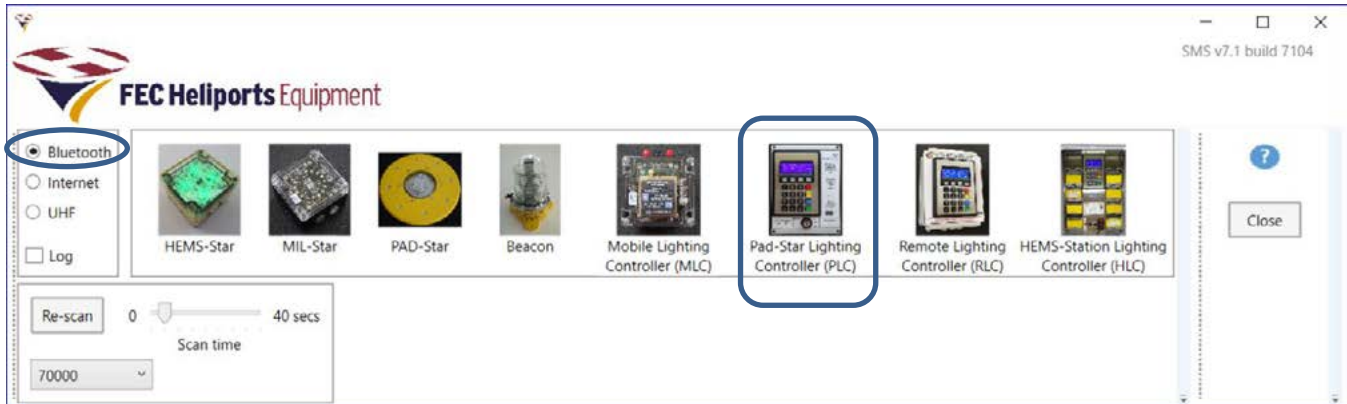 SMS v7.1 build 7104
FEC Heliports Equipment
Bluetooth
Internet
UHF
Log
HEMS-Star
MIL-Star
PAD-Star
Beacon
Mobile Lighting
Controller (MLC)
Pad-Star Lighting
Controller (PLC)
Remote Lighting
Controller (RLC)
HEMS-Station Lighting
Controller (HLC)
?
Close
Re-scan
0
40 secs
Scan time
70000